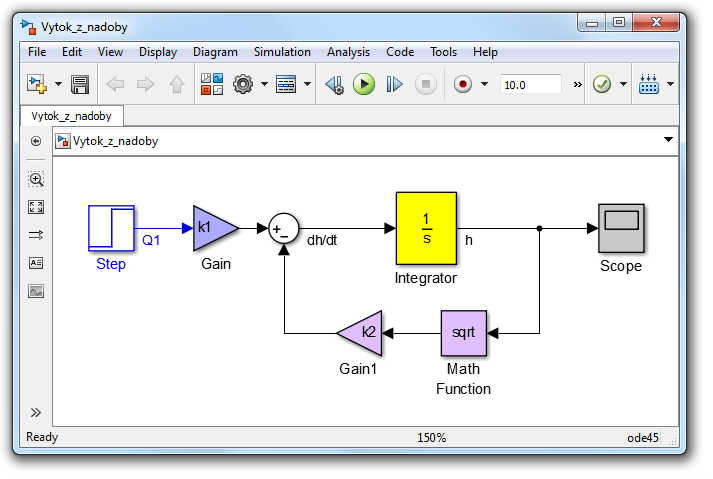 Vytok_z_nadoby
File Edit View Display Diagram Simulation Analysis Code Tools Help
10.0 »
Vytok_z_nadoby
Vytok_z_nadoby
k1
+
−
1
s
Q1
dh/dt
h
Step
Gain
Integrator
Scope
k2
sqrt
Gain1
Math
Function
»
Ready 150% ode45